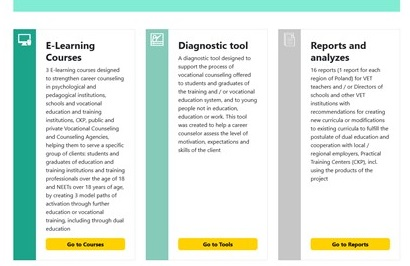 E-Learning
Courses
3 E-learning courses designed
to strengthen career counseling
in psychological and
pedagogical institutions,
schools and vocational
education and training
institutions, CKP, public and
private Vocational Counseling
and Counseling Agencies,
helping them to serve a specific
group of clients: students and
graduates of education and
training institutions and training
professionals over the age of 18
and NEETs over 18 years of age,
by creating 3 model paths of
activation through further
education or vocational
training, including through dual
education
Go to Courses
Diagnostic tool
A diagnostic tool designed to
support the process of
vocational counseling offered
to students and graduates of
the training and / or vocational
education system, and to young
people not in education,
education or work. This tool
was created to help a career
counselor assess the level of
motivation, expectations and
skills of the client
Go to Tools
Reports and
analyzes
16 reports (1 report for each
region of Poland) for VET
teachers and / or Directors of
schools and other VET
institutions with
recommendations for creating
new curricula or modifications
to existing curricula to fulfill the
postulate of dual education and
cooperation with local /
regional employers, Practical
Training Centers (CKP), incl.
using the products of the
project
Go to Reports